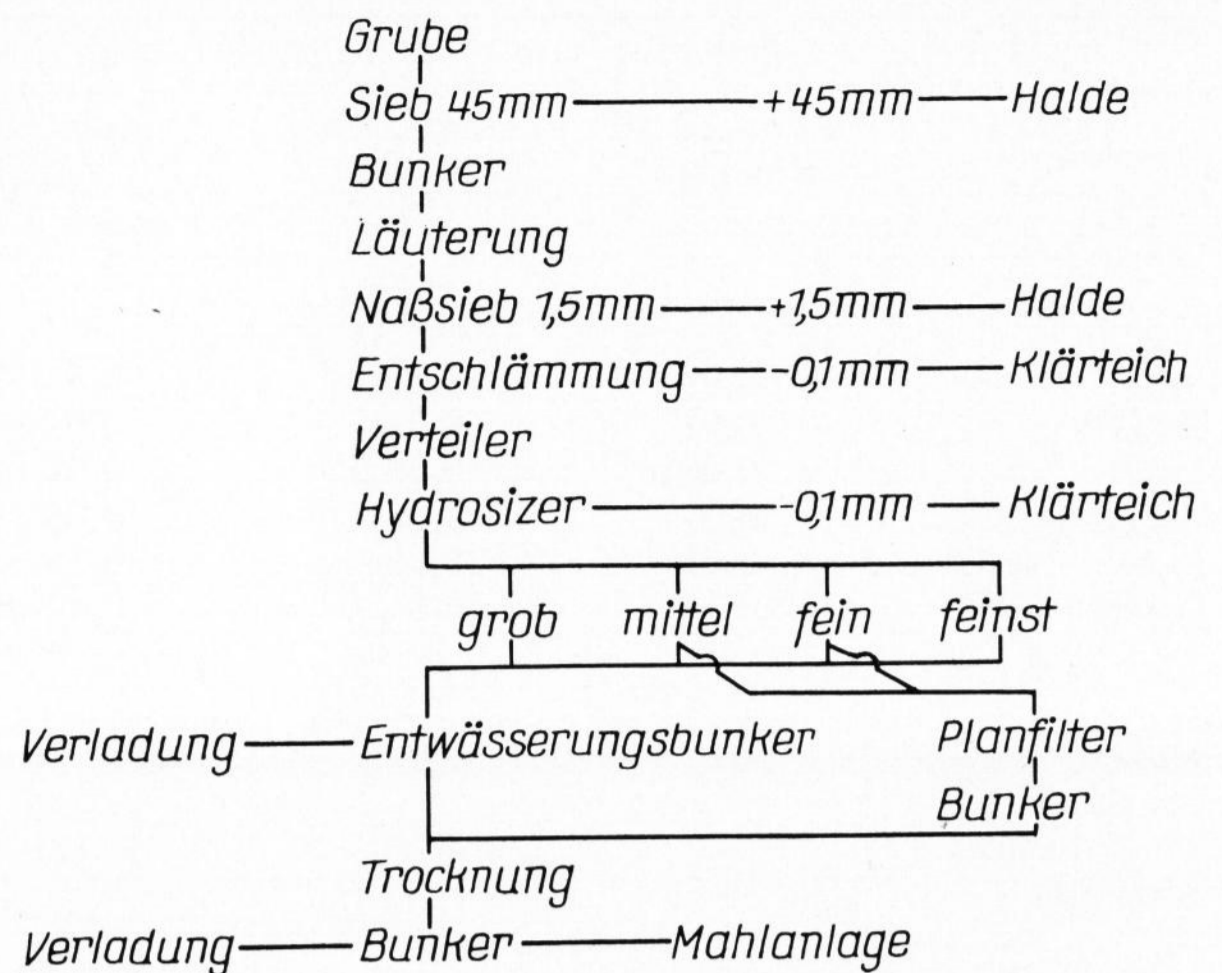 Grube
Sieb 45mm +45mm Halde
Bunker
Läuterung
Naßsieb 1,5mm +1,5mm Halde
Entschlämmung -0,1mm Klärteich
Verteiler
Hydrosizer -0,1mm Klärteich
grob mittel fein feinst
Verladung Entwässerungsbunker Planfilter
Bunker
Trocknung
Verladung Bunker Mahlanlage